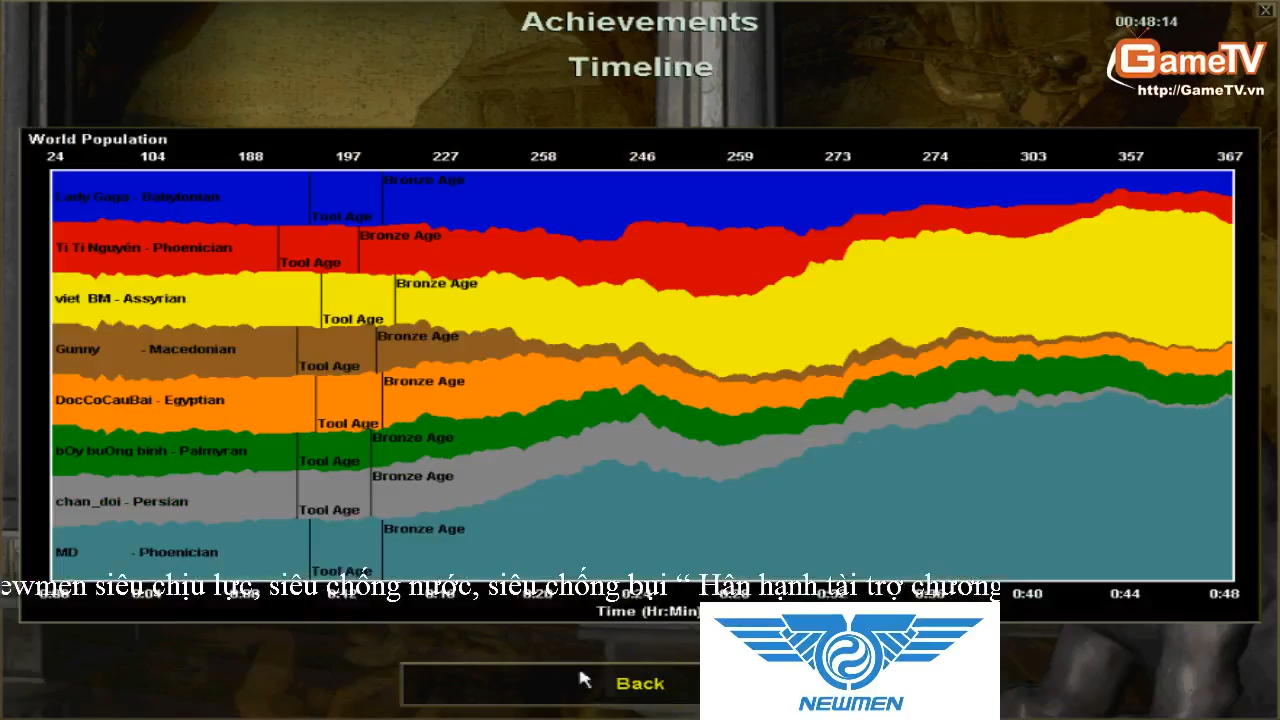 Achievements
00:48:14
Timeline
GameTV
http://GameTV.vn
World Population
24 104 188 197 227 258 246 259 273 274 303 357 367
Bronze Age
Lady Gaga - Babylonian
Tool Age
Bronze Age
Ti Ti Nguyén - Phoenician
Tool Age
Bronze Age
viet BM - Assyrian
Tool Age
Bronze Age
Gunny - Macedonian
Tool Age
Bronze Age
DocCoCauBai - Egyptian
Tool Age
Bronze Age
bOy buOng binh - Palmyran
Tool Age
Bronze Age
chan_doi - Persian
Tool Age
Bronze Age
MD - Phoenician
Tool Age
ewmen siêu chịu lực, siêu chống nước, siêu chống bụi “ Hân hạnh tài trợ chương
0:40 0:44 0:48
Time (Hr:Min)
Back
NEWMEN